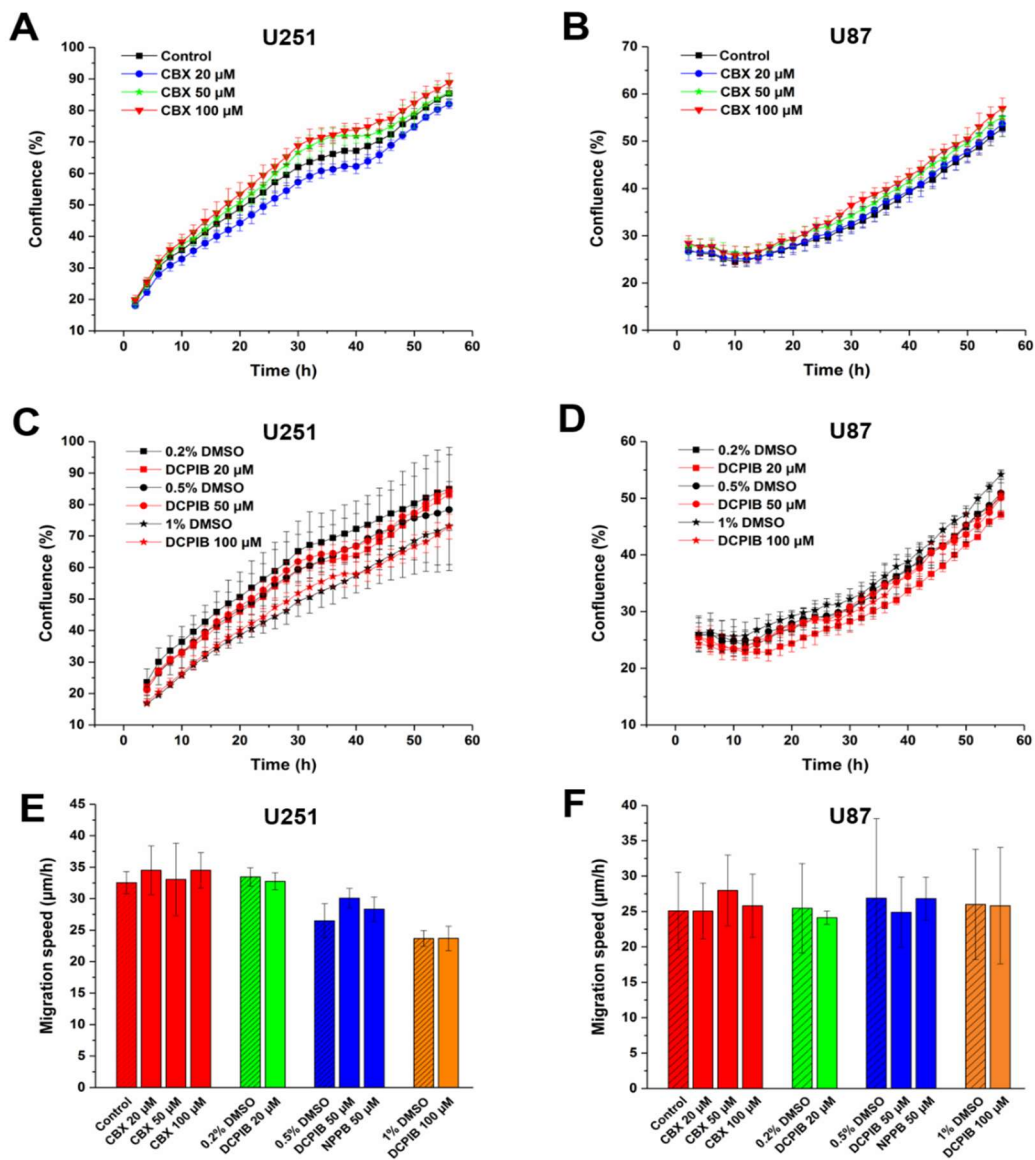 A
U251
Control
CBX 20 µM
CBX 50 µM
CBX 100 µM
Confluence (%)
100
90
80
70
60
50
40
30
20
10
0 10 20 30 40 50 60
Time (h)
B
U87
Control
CBX 20 µM
CBX 50 µM
CBX 100 µM
Confluence (%)
70
60
50
40
30
20
10
0 10 20 30 40 50 60
Time (h)
C
U251
0.2% DMSO
DCPIB 20 µM
0.5% DMSO
DCPIB 50 µM
1% DMSO
DCPIB 100 µM
Confluence (%)
100
90
80
70
60
50
40
30
20
10
0 10 20 30 40 50 60
Time (h)
D
U87
0.2% DMSO
DCPIB 20 µM
0.5% DMSO
DCPIB 50 µM
1% DMSO
DCPIB 100 µM
Confluence (%)
60
50
40
30
20
10
0 10 20 30 40 50 60
Time (h)
E
U251
Migration speed (µm/h)
45
40
35
30
25
20
15
10
5
0
Control
CBX 20 µM
CBX 50 µM
CBX 100 µM
0.2% DMSO
DCPIB 20 µM
0.5% DMSO
DCPIB 50 µM
NPPB 50 µM
1% DMSO
DCPIB 100 µM
F
U87
Migration speed (µm/h)
40
35
30
25
20
15
10
5
0
Control
CBX 20 µM
CBX 50 µM
CBX 100 µM
0.2% DMSO
DCPIB 20 µM
0.5% DMSO
DCPIB 50 µM
NPPB 50 µM
1% DMSO
DCPIB 100 µM